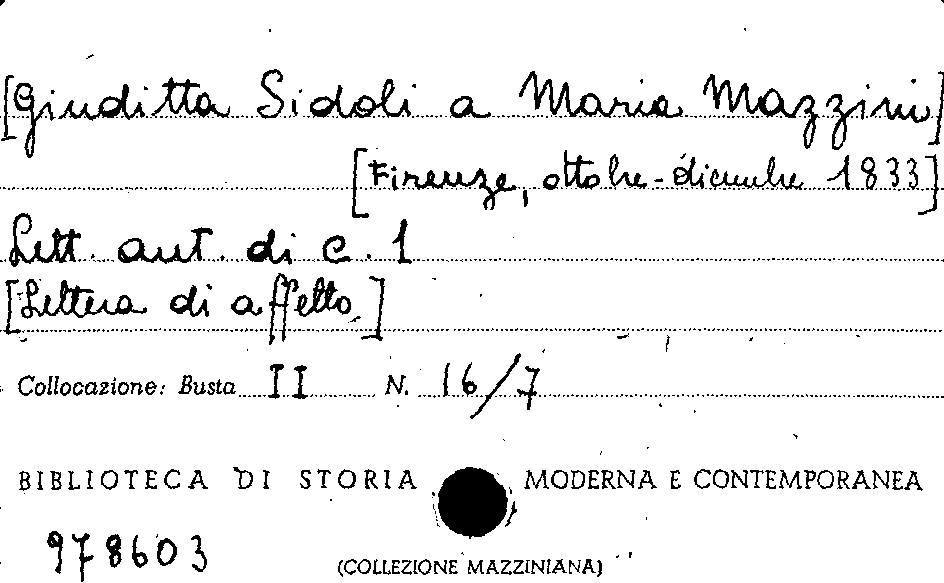 [Giuditta Sidoli a Maria Mazzini]
[Firenze, ottobre-dicembre 1833]
Lett. aut. di c. 1
[Lettera di affetto]
Collocazione: Busta II N. 16/7
BIBLIOTECA DI STORIA MODERNA E CONTEMPORANEA
978603
(COLLEZIONE MAZZINIANA)